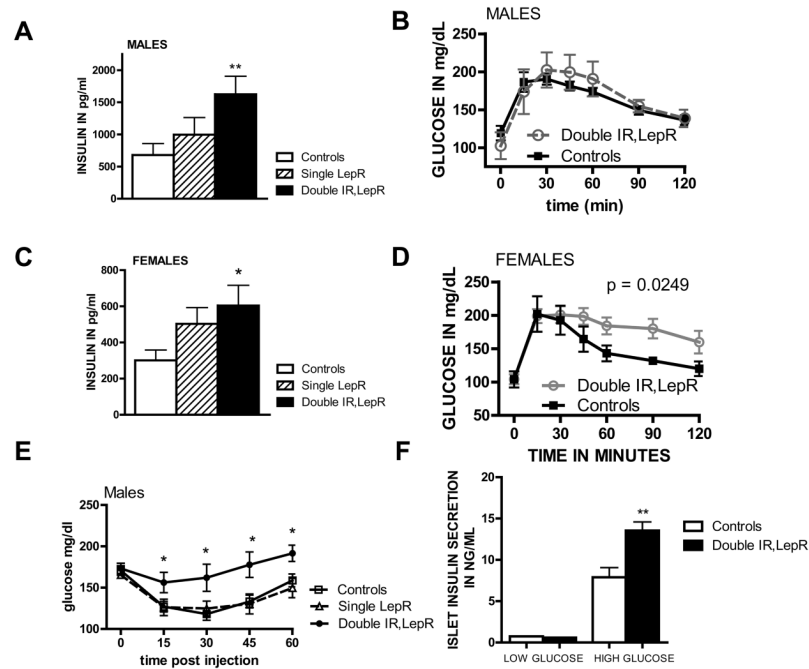 A
MALES
INSULIN IN pg/ml
2000
1500
1000
500
0
**
Controls
Single LepR
Double IR,LepR
B
MALES
GLUCOSE IN mg/dL
250
200
150
100
Double IR,LepR
Controls
0 30 60 90 120
time (min)
C
FEMALES
INSULIN IN pg/ml
800
600
400
200
0
*
Controls
Single LepR
Double IR,LepR
D
FEMALES
p = 0.0249
GLUCOSE IN mg/dL
250
200
150
100
50
Double IR,LepR
Controls
0 30 60 90 120
TIME IN MINUTES
E
Males
glucose mg/dl
250
200
150
100
* * * *
0 15 30 45 60
time post injection
Controls
Single LepR
Double IR,LepR
F
ISLET INSULIN SECRETION
IN NG/ML
20
15
10
5
0
**
LOW GLUCOSE HIGH GLUCOSE
Controls
Double IR,LepR